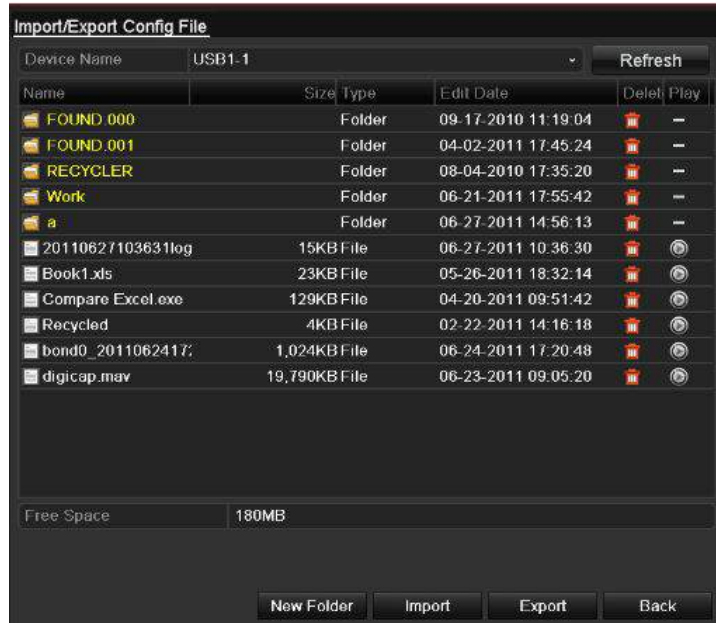 Import/Export Config File
Device Name USB1-1 Refresh
Name Size Type Edit Date Delet Play
FOUND.000 Folder 09-17-2010 11:19:04 –
FOUND.001 Folder 04-02-2011 17:45:24 –
RECYCLER Folder 08-04-2010 17:35:20 –
Work Folder 06-21-2011 17:55:42 –
a Folder 06-27-2011 14:56:13 –
20110627103631log 15KB File 06-27-2011 10:36:30
Book1.xls 23KB File 05-26-2011 18:32:14
Compare Excel.exe 129KB File 04-20-2011 09:51:42
Recycled 4KB File 02-22-2011 14:16:18
bond0_2011062417: 1,024KB File 06-24-2011 17:20:48
digicap.mav 19,790KB File 06-23-2011 09:05:20
Free Space 180MB
New Folder Import Export Back